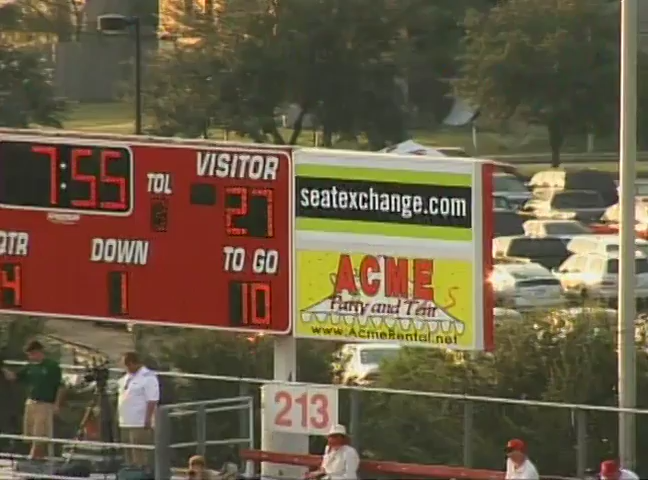 7:55
TOL
VISITOR
27
QTR
DOWN
TO GO
4
1
10
seatexchange.com
ACME
Party and Tent
www.AcmeRental.net
213